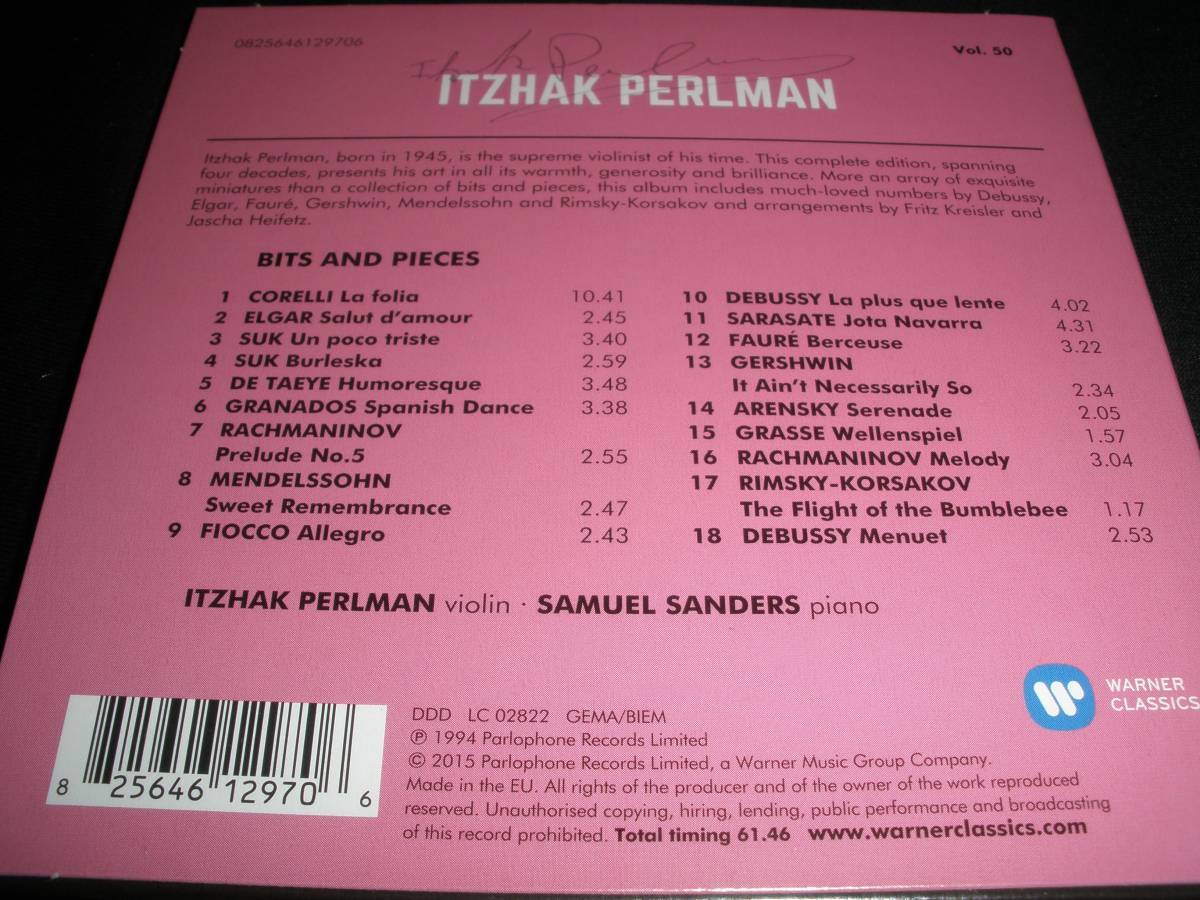 0825646129706
Vol. 50
Itzhak Perlman
ITZHAK PERLMAN
Itzhak Perlman, born in 1945, is the supreme violinist of his time. This complete edition, spanning
four decades, presents his art in all its warmth, generosity and brilliance. More an array of exquisite
miniatures than a collection of bits and pieces, this album includes much-loved numbers by Debussy,
Elgar, Fauré, Gershwin, Mendelssohn and Rimsky-Korsakov and arrangements by Fritz Kreisler and
Jascha Heifetz.
BITS AND PIECES
1 CORELLI La folia 10.41
2 ELGAR Salut d'amour 2.45
3 SUK Un poco triste 3.40
4 SUK Burleska 2.59
5 DE TAEYE Humoresque 3.48
6 GRANADOS Spanish Dance 3.38
7 RACHMANINOV
Prelude No.5 2.55
8 MENDELSSOHN
Sweet Remembrance 2.47
9 FIOCCO Allegro 2.43
10 DEBUSSY La plus que lente 4.02
11 SARASATE Jota Navarra 4.31
12 FAURÉ Berceuse 3.22
13 GERSHWIN
It Ain't Necessarily So 2.34
14 ARENSKY Serenade 2.05
15 GRASSE Wellenspiel 1.57
16 RACHMANINOV Melody 3.04
17 RIMSKY-KORSAKOV
The Flight of the Bumblebee 1.17
18 DEBUSSY Menuet 2.53
ITZHAK PERLMAN violin · SAMUEL SANDERS piano
WARNER
CLASSICS
8 25646 12970 6
DDD LC 02822 GEMA/BIEM
℗ 1994 Parlophone Records Limited
© 2015 Parlophone Records Limited, a Warner Music Group Company.
Made in the EU. All rights of the producer and of the owner of the work reproduced
reserved. Unauthorised copying, hiring, lending, public performance and broadcasting
of this record prohibited. Total timing 61.46 www.warnerclassics.com